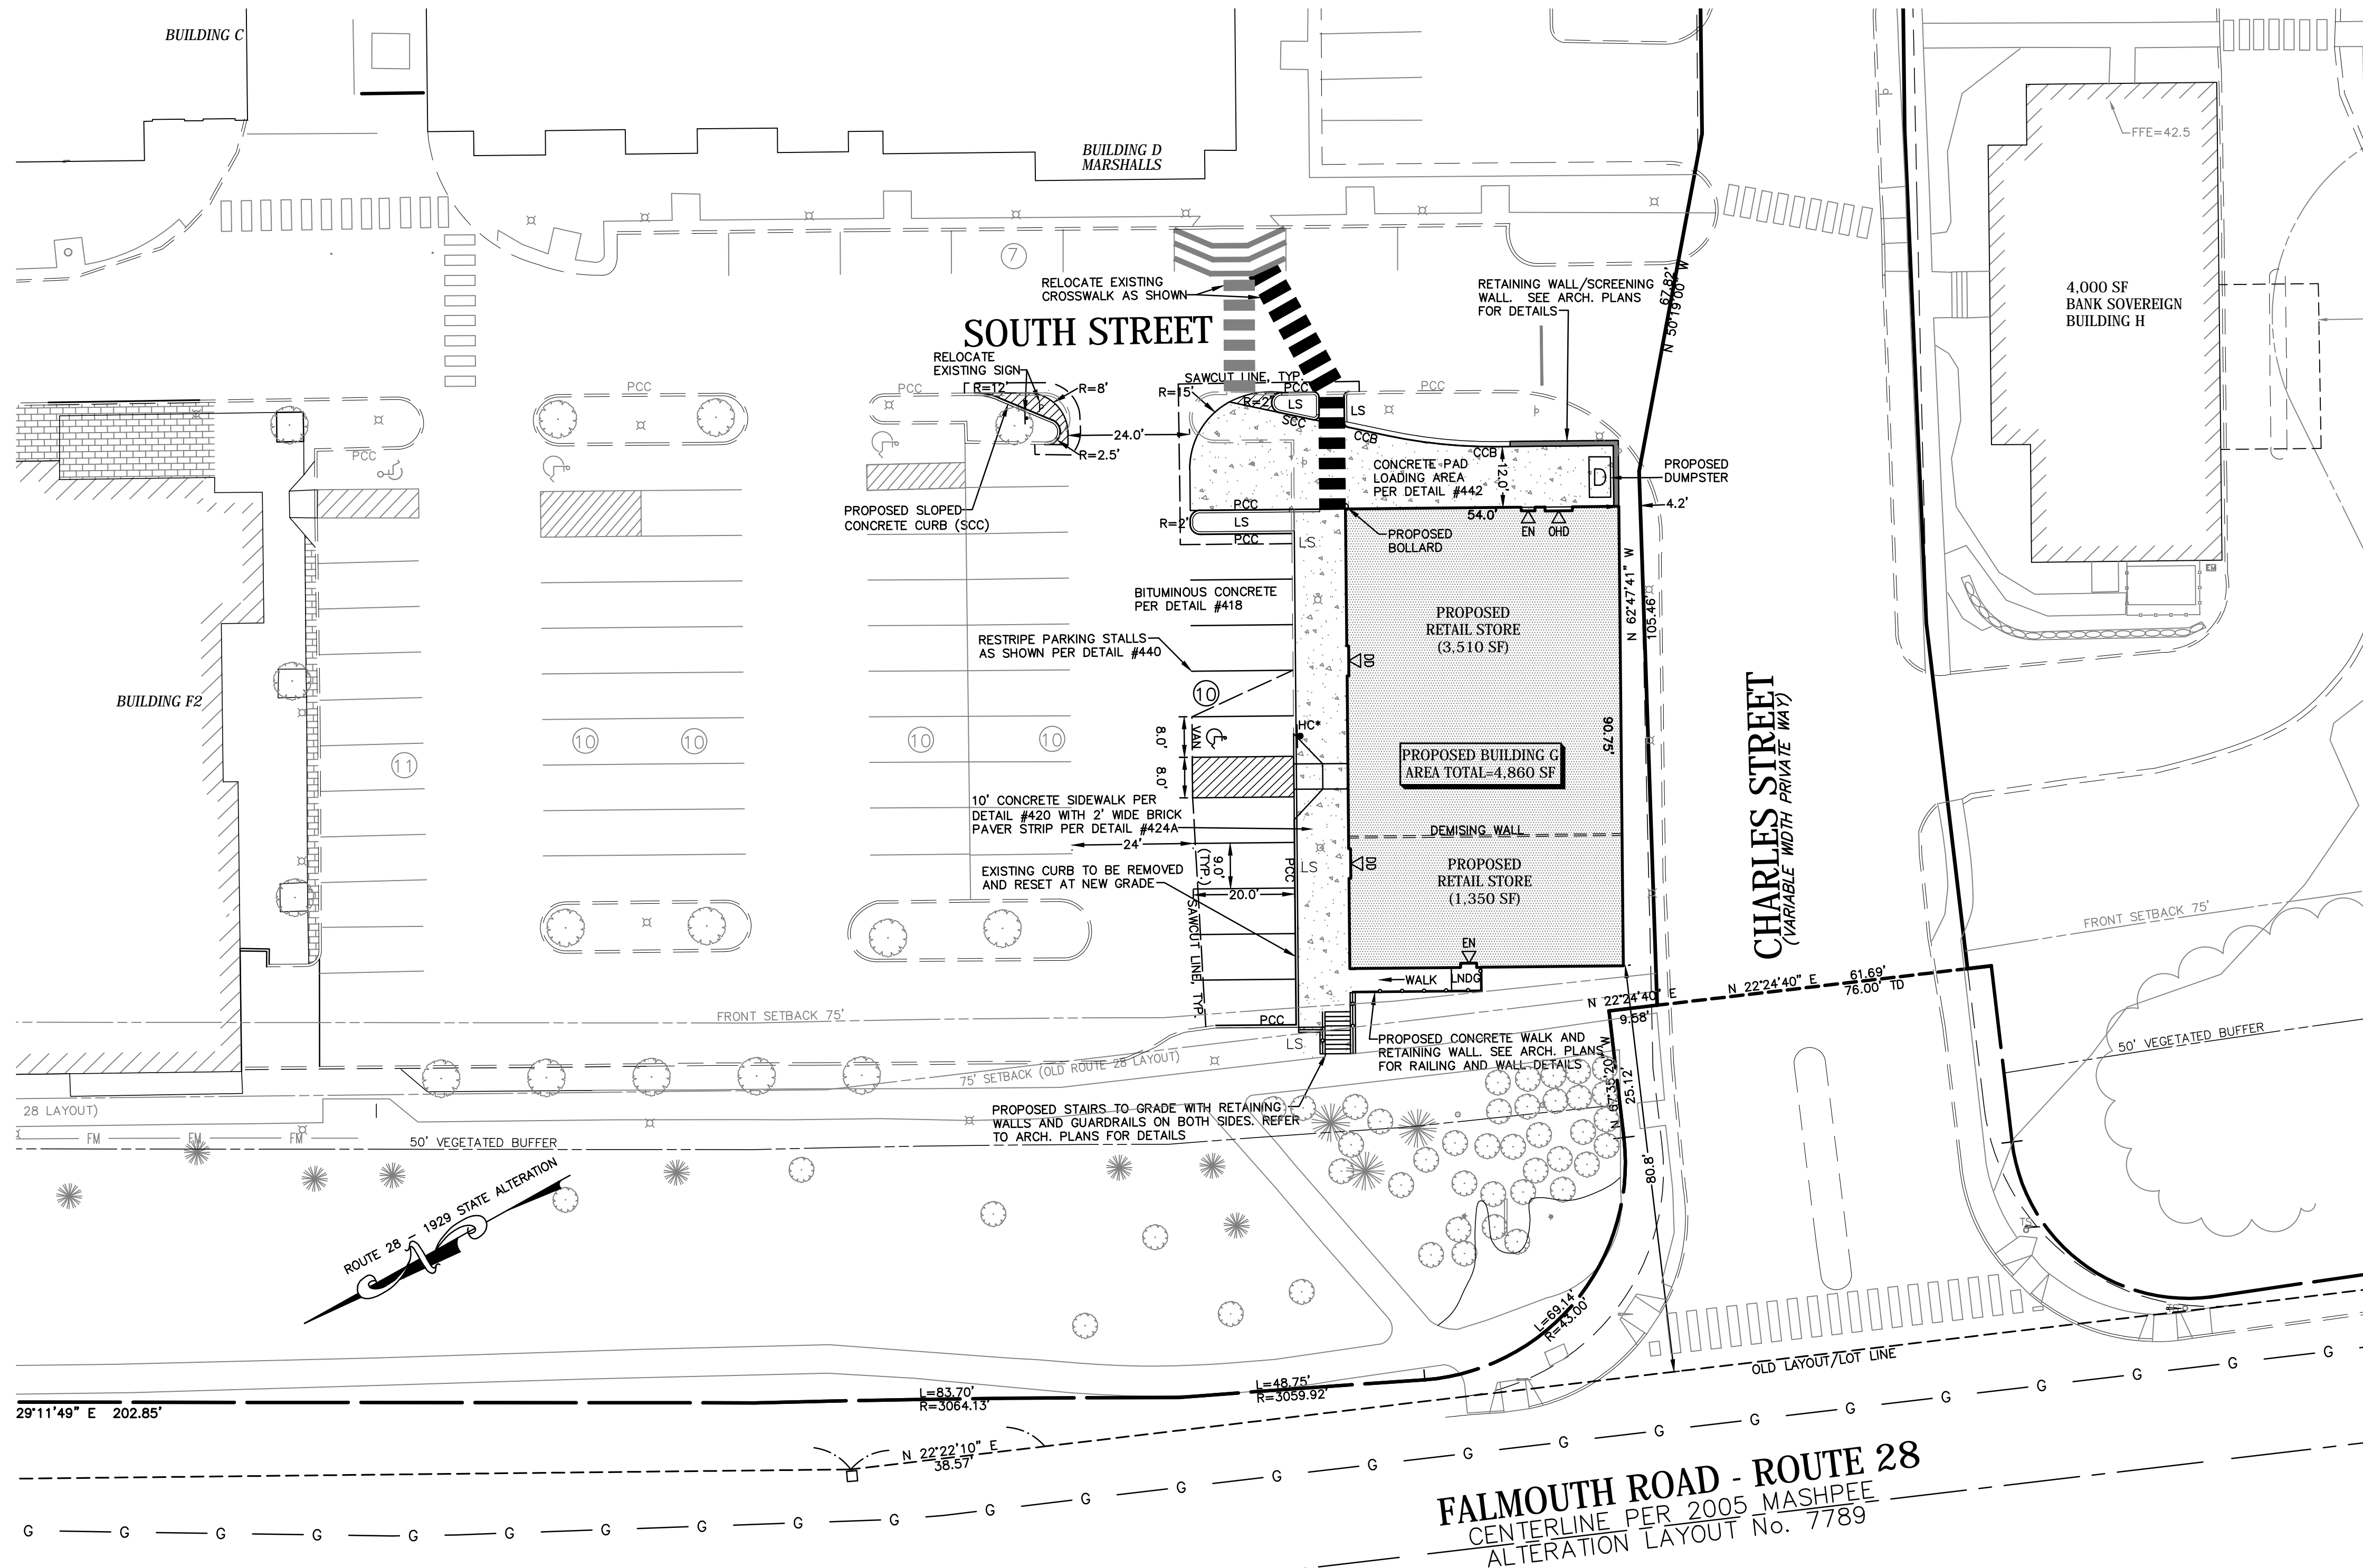 BUILDING C
BUILDING D
MARSHALLS
FFE=42.5
7
RELOCATE EXISTING
CROSSWALK AS SHOWN
RETAINING WALL/SCREENING
WALL.  SEE ARCH. PLANS
FOR DETAILS
67.82'
N 50°19'00" W
4,000 SF
BANK SOVEREIGN
BUILDING H
SOUTH STREET
RELOCATE
EXISTING SIGN
R=12'
R=8'
R=2.5'
24.0'
SAWCUT LINE, TYP.
R=15'
R=2'
PCC
LS
LS
SCC
CCB
CCB
PCC
PCC
PCC
PCC
12.0'
CONCRETE PAD
LOADING AREA
PER DETAIL #442
D
PROPOSED
DUMPSTER
4.2'
PROPOSED SLOPED
CONCRETE CURB (SCC)
PCC
R=2'
LS
PCC
LS
54.0'
EN
OHD
PROPOSED
BOLLARD
EM
BITUMINOUS CONCRETE
PER DETAIL #418
PROPOSED
RETAIL STORE
(3,510 SF)
N 62°47'41" W
105.46'
RESTRIPE PARKING STALLS
AS SHOWN PER DETAIL #440
DD
10
BUILDING F2
HC*
8.0'
VAN
8.0'
90.75'
11
10
10
10
10
PROPOSED BUILDING G
AREA TOTAL=4,860 SF
CHARLES STREET
(VARIABLE WIDTH PRIVATE WAY)
10' CONCRETE SIDEWALK PER
DETAIL #420 WITH 2' WIDE BRICK
PAVER STRIP PER DETAIL #424A
24'
DEMISING WALL
EXISTING CURB TO BE REMOVED
AND RESET AT NEW GRADE
9.0'
(TYP.)
20.0'
PCC
LS
DD
PROPOSED
RETAIL STORE
(1,350 SF)
SAWCUT LINE, TYP.
EN
WALK
LNDG
FRONT SETBACK 75'
N 22°24'40" E
61.69'
76.00' TD
N 22°24'40" E
9.58'
FRONT SETBACK 75'
PCC
LS
PROPOSED CONCRETE WALK AND
RETAINING WALL. SEE ARCH. PLANS
FOR RAILING AND WALL DETAILS
N 67°35'20" W
25.12'
50' VEGETATED BUFFER
75' SETBACK (OLD ROUTE 28 LAYOUT)
28 LAYOUT)
FM
FM
FM
50' VEGETATED BUFFER
PROPOSED STAIRS TO GRADE WITH RETAINING
WALLS AND GUARDRAILS ON BOTH SIDES. REFER
TO ARCH. PLANS FOR DETAILS
80.8'
ROUTE 28 – 1929 STATE ALTERATION
N
TS
L=69.14'
R=43.00'
OLD LAYOUT/LOT LINE
L=83.70'
R=3064.13'
L=48.75'
R=3059.92'
29°11'49" E   202.85'
N 22°22'10" E
38.57'
G G G G G G G G G G G G G G G G G G G G G G G G G
FALMOUTH ROAD - ROUTE 28
CENTERLINE PER 2005 MASHPEE
ALTERATION LAYOUT No. 7789